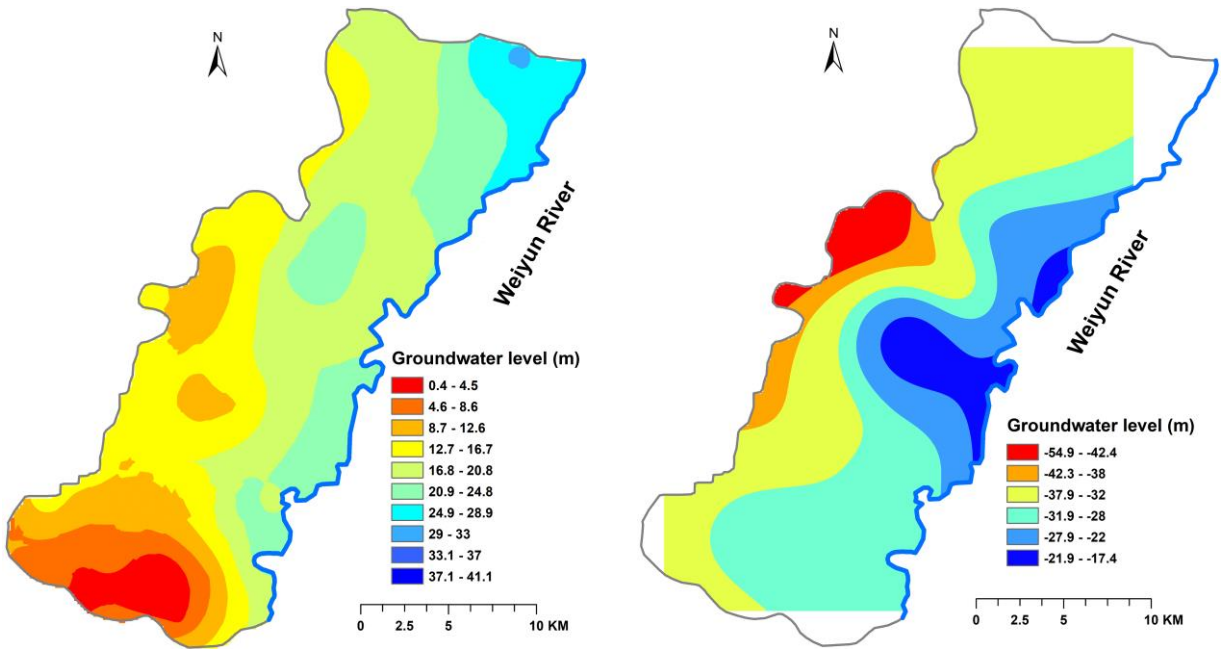 N
Weiyun River
Groundwater level (m)
0.4 - 4.5
4.6 - 8.6
8.7 - 12.6
12.7 - 16.7
16.8 - 20.8
20.9 - 24.8
24.9 - 28.9
29 - 33
33.1 - 37
37.1 - 41.1
0 2.5 5 10 KM
N
Weiyun River
Groundwater level (m)
-54.9 - -42.4
-42.3 - -38
-37.9 - -32
-31.9 - -28
-27.9 - -22
-21.9 - -17.4
0 2.5 5 10 KM